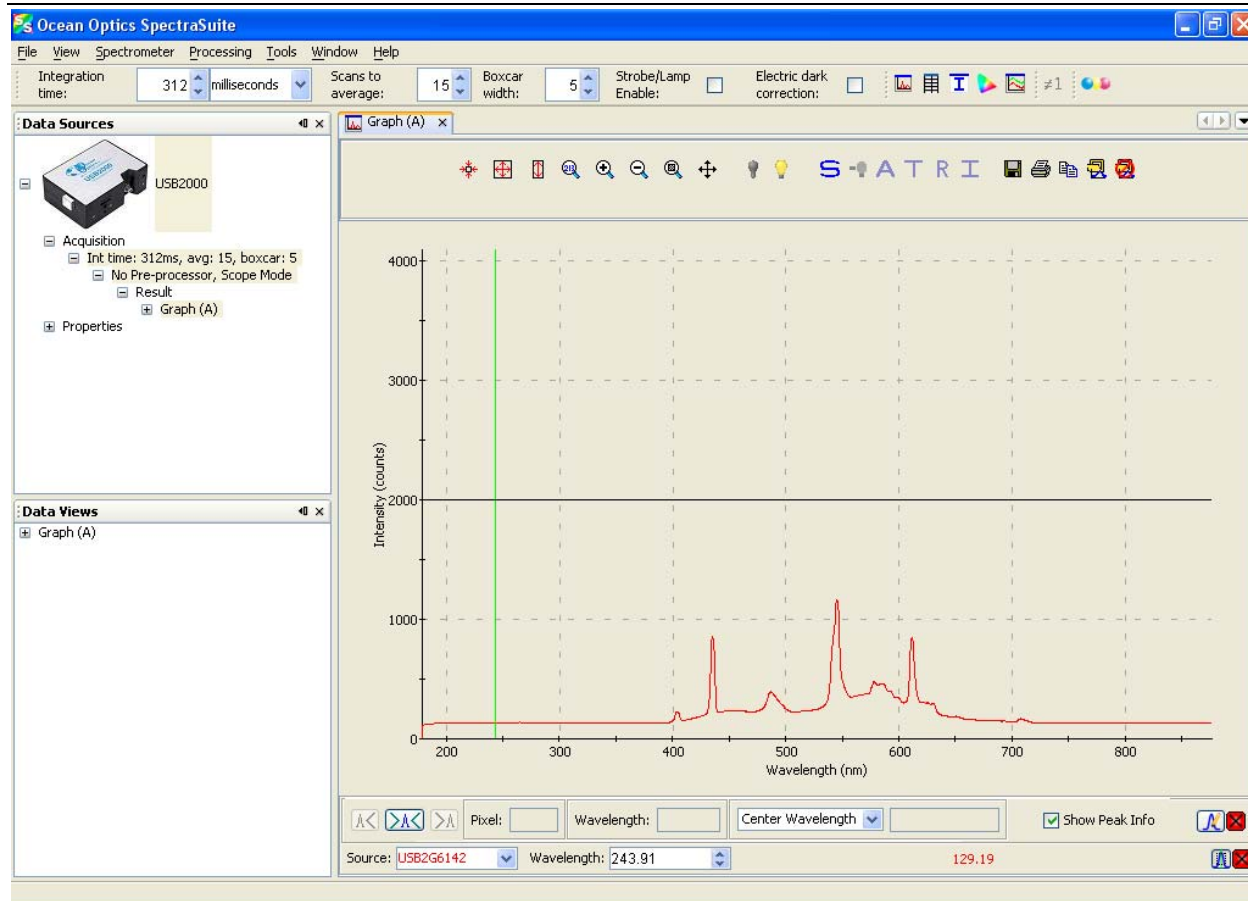 Ocean Optics SpectraSuite
File View Spectrometer Processing Tools Window Help
Integration time: 312 milliseconds Scans to average: 15 Boxcar width: 5 Strobe/Lamp Enable: Electric dark correction: ≠1
Data Sources
USB2000
Acquisition
Int time: 312ms, avg: 15, boxcar: 5
No Pre-processor, Scope Mode
Result
Graph (A)
Properties
Data Views
Graph (A)
Graph (A)
S A T R I
4000
3000
2000
1000
0
Intensity (counts)
200 300 400 500 600 700 800
Wavelength (nm)
Pixel: Wavelength: Center Wavelength Show Peak Info
Source: USB2G6142 Wavelength: 243.91 129.19